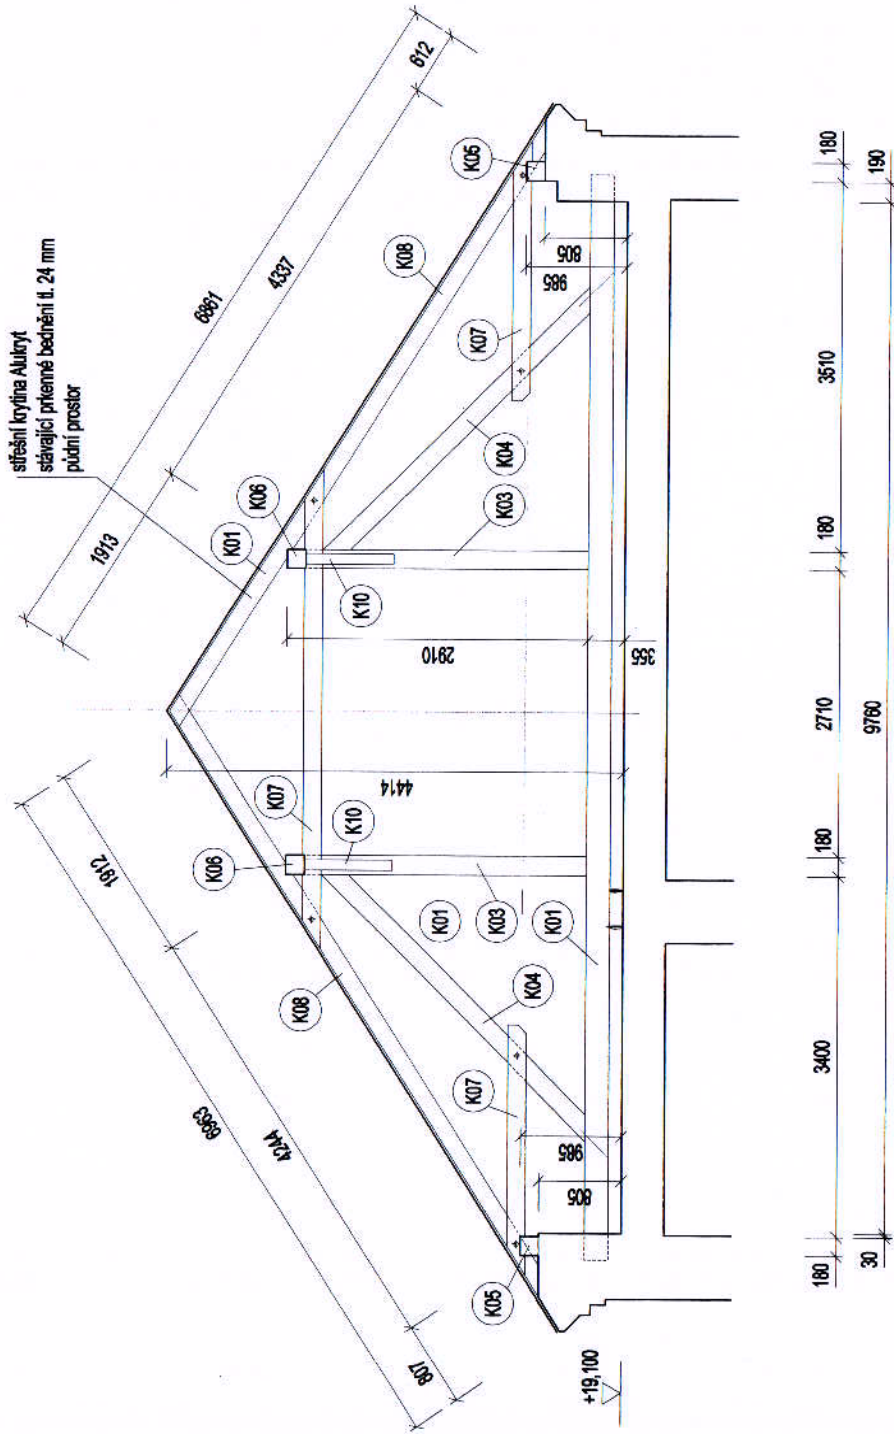 střešní krytina Alukryt
stávající prkenné bednění tl. 24 mm
půdní prostor
6963
807
4244
1912
1913
4337
612
6861
K08
K06
K07
K10
K01
K06
K10
K08
K05
K05
K07
K04
K01
K03
K01
K03
K04
K07
4414
2910
355
805
985
985
805
+19,100
180
3400
180
2710
180
3510
180
30
9760
190